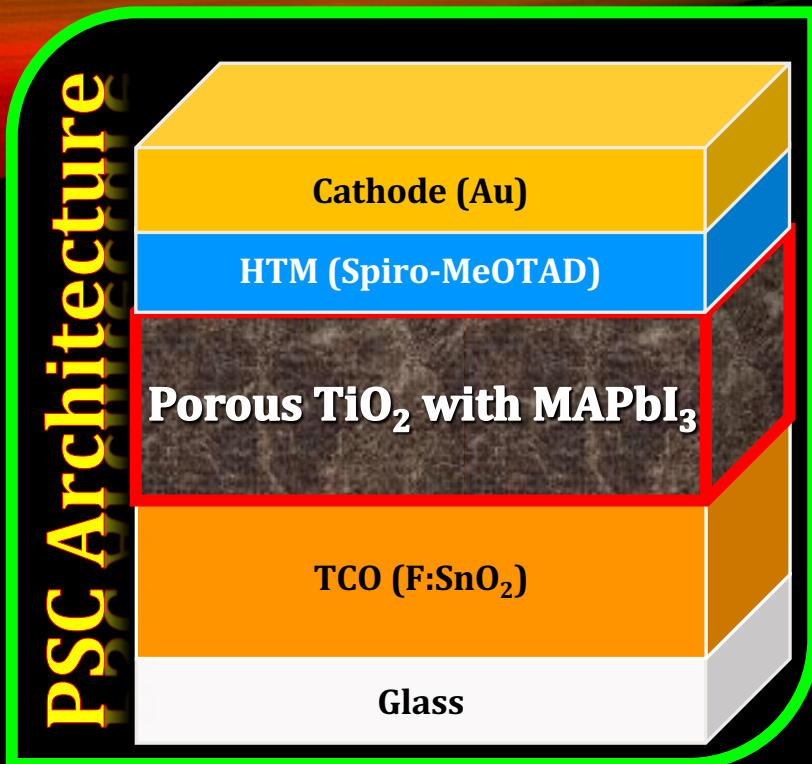 PSC Architecture
Cathode (Au)
HTM (Spiro-MeOTAD)
Porous TiO₂ with MAPbI₃
TCO (F:SnO₂)
Glass